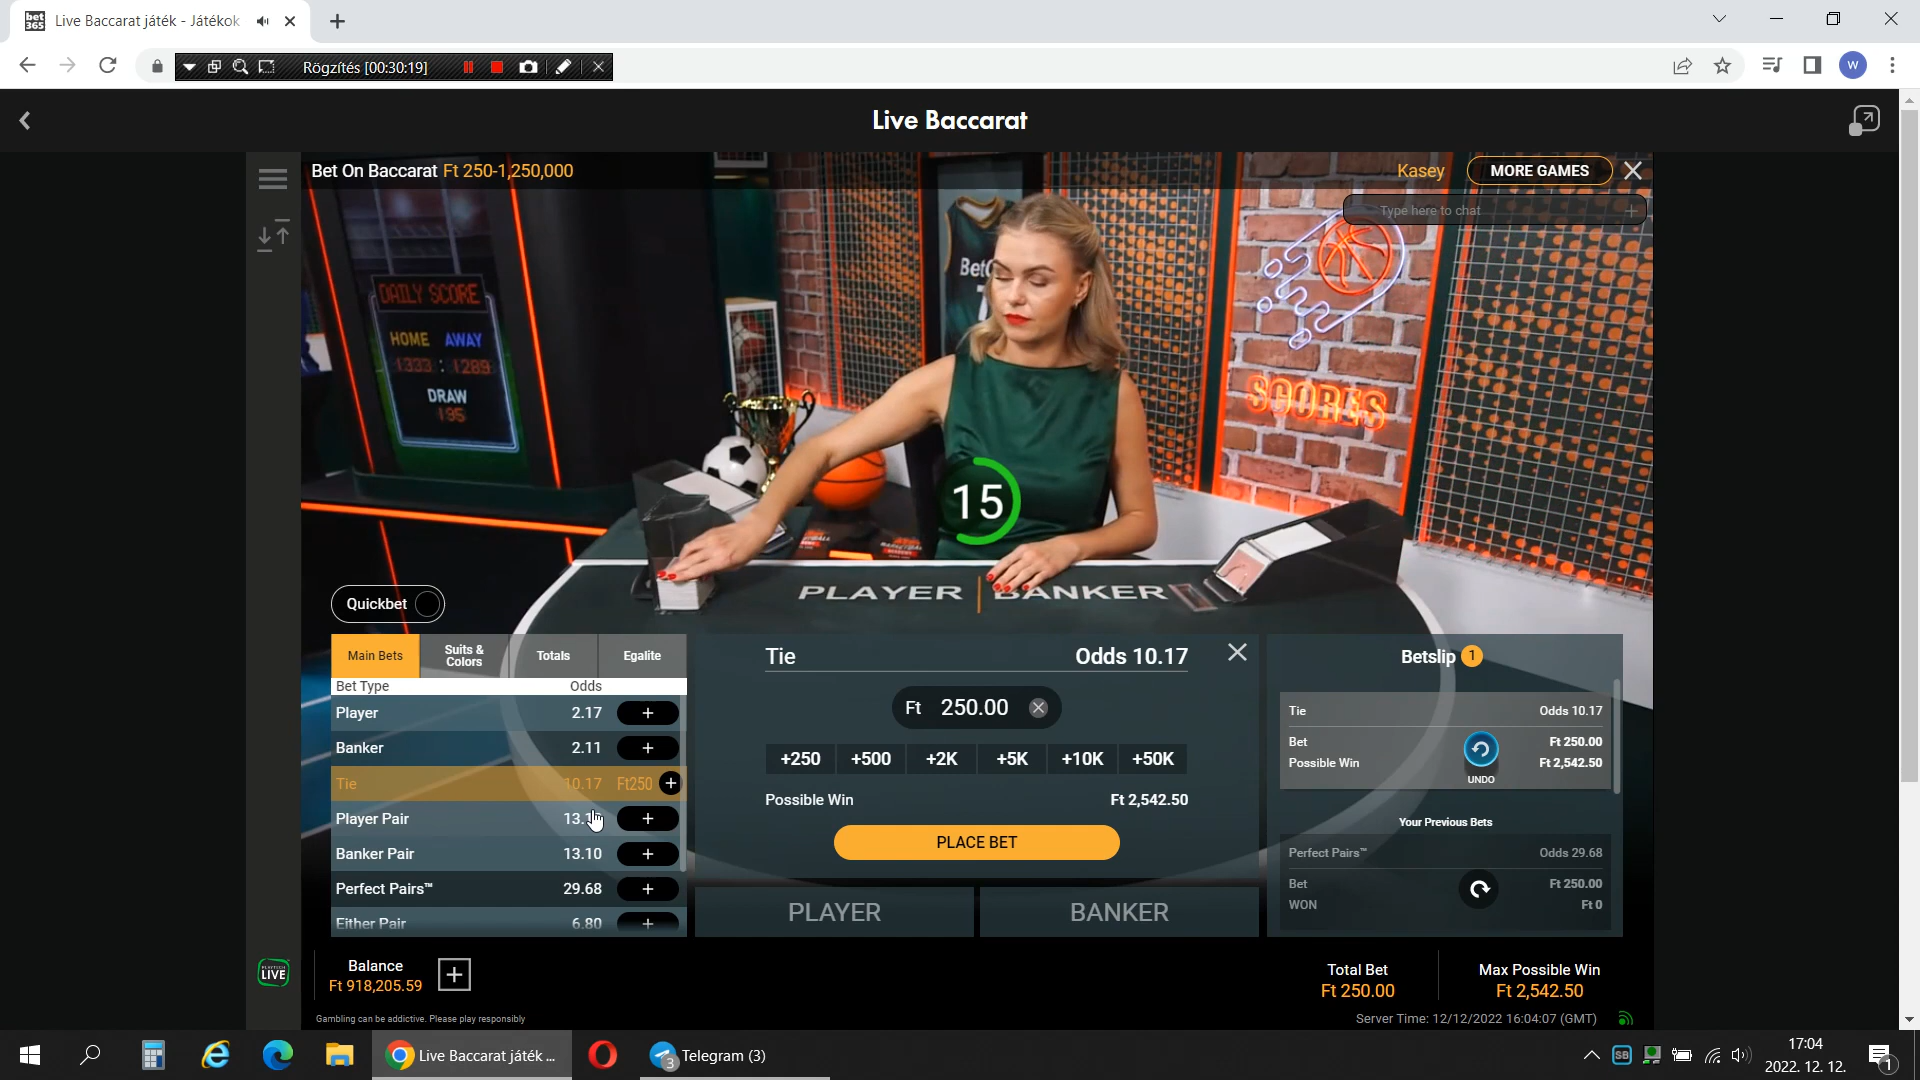 bet365 Live Baccarat játék - Játékok
Rögzítés [00:30:19]
W
Live Baccarat
Bet On Baccarat Ft 250-1,250,000
Kasey
MORE GAMES
Type here to chat
DAILY SCORE
HOME AWAY
1333 : 1289
DRAW
195
SCORES
15
PLAYER BANKER
Quickbet
Main Bets
Suits &
Colors
Totals
Egalite
Bet Type Odds
Player 2.17 +
Banker 2.11 +
Tie 10.17 Ft250 +
Player Pair +
Banker Pair 13.10 +
Perfect Pairs™ 29.68 +
Either Pair 6.80 +
Tie Odds 10.17
Ft 250.00
+250 +500 +2K +5K +10K +50K
Possible Win Ft 2,542.50
PLACE BET
PLAYER BANKER
Betslip 1
Tie Odds 10.17
Bet Ft 250.00
Possible Win Ft 2,542.50
UNDO
Your Previous Bets
Perfect Pairs™ Odds 29.68
Bet Ft 250.00
WON Ft 0
PLAYTECH
LIVE
Balance
Ft 918,205.59
Total Bet
Ft 250.00
Max Possible Win
Ft 2,542.50
Gambling can be addictive. Please play responsibly
Server Time: 12/12/2022 16:04:07 (GMT)
Live Baccarat játék ...
3 Telegram (3)
SB
17:04
2022. 12. 12.
1